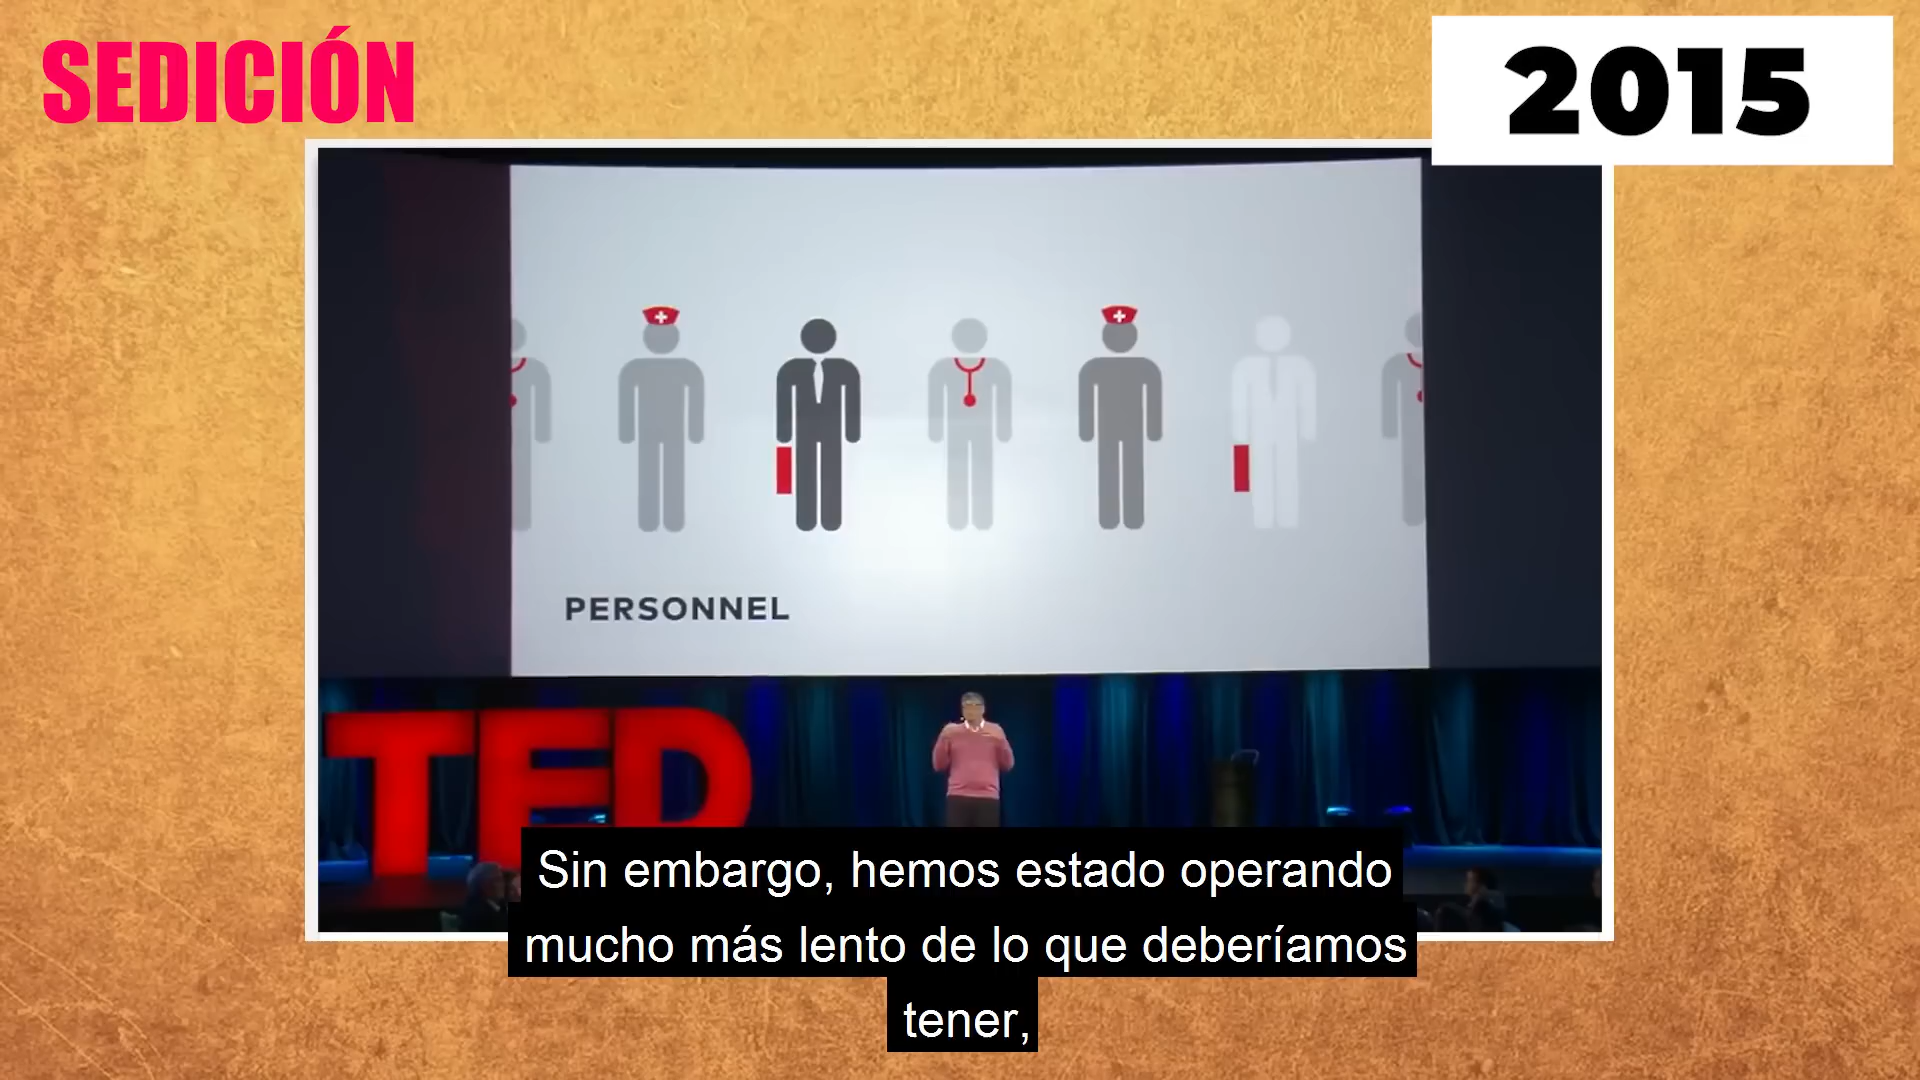 SEDICIÓN
2015
PERSONNEL
TED
Sin embargo, hemos estado operando
mucho más lento de lo que deberíamos
tener,